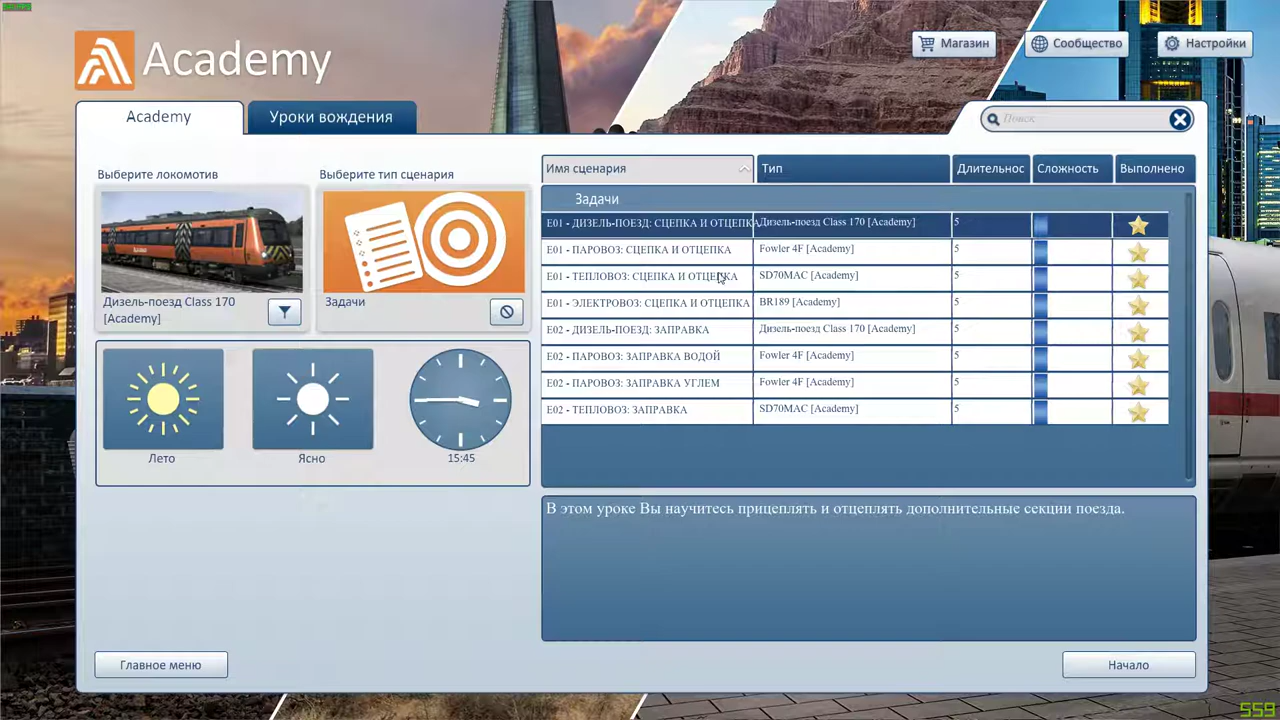 Academy
Магазин
Сообщество
Настройки
Academy
Уроки вождения
Поиск
Выберите локомотив
Выберите тип сценария
Дизель-поезд Class 170
[Academy]
Задачи
Лето
Ясно
15:45
Имя сценария
Тип
Длительнос
Сложность
Выполнено
Задачи
E01 - ДИЗЕЛЬ-ПОЕЗД: СЦЕПКА И ОТЦЕПКА Дизель-поезд Class 170 [Academy] 5
E01 - ПАРОВОЗ: СЦЕПКА И ОТЦЕПКА Fowler 4F [Academy] 5
E01 - ТЕПЛОВОЗ: СЦЕПКА И ОТЦЕПКА SD70MAC [Academy] 5
E01 - ЭЛЕКТРОВОЗ: СЦЕПКА И ОТЦЕПКА BR189 [Academy] 5
E02 - ДИЗЕЛЬ-ПОЕЗД: ЗАПРАВКА Дизель-поезд Class 170 [Academy] 5
E02 - ПАРОВОЗ: ЗАПРАВКА ВОДОЙ Fowler 4F [Academy] 5
E02 - ПАРОВОЗ: ЗАПРАВКА УГЛЕМ Fowler 4F [Academy] 5
E02 - ТЕПЛОВОЗ: ЗАПРАВКА SD70MAC [Academy] 5
В этом уроке Вы научитесь прицеплять и отцеплять дополнительные секции поезда.
Главное меню
Начало
559